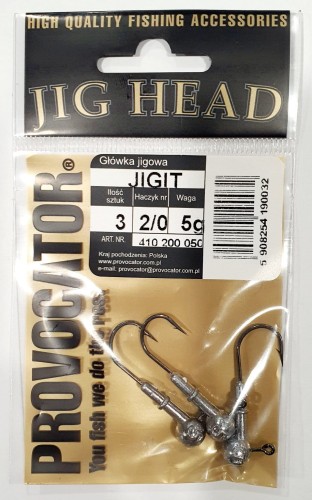 HIGH QUALITY FISHING ACCESSORIES
JIG HEAD
Główka jigowa
JIGIT
Ilość sztuk Haczyk nr Waga
3 2/0 5g
ART. NR. 410 200 050
Kraj pochodzenia: Polska
www.provocator.com.pl
e-mail. provocator@provocator.com.pl
5 908254 190032
PROVOCATOR®
You fish we do the